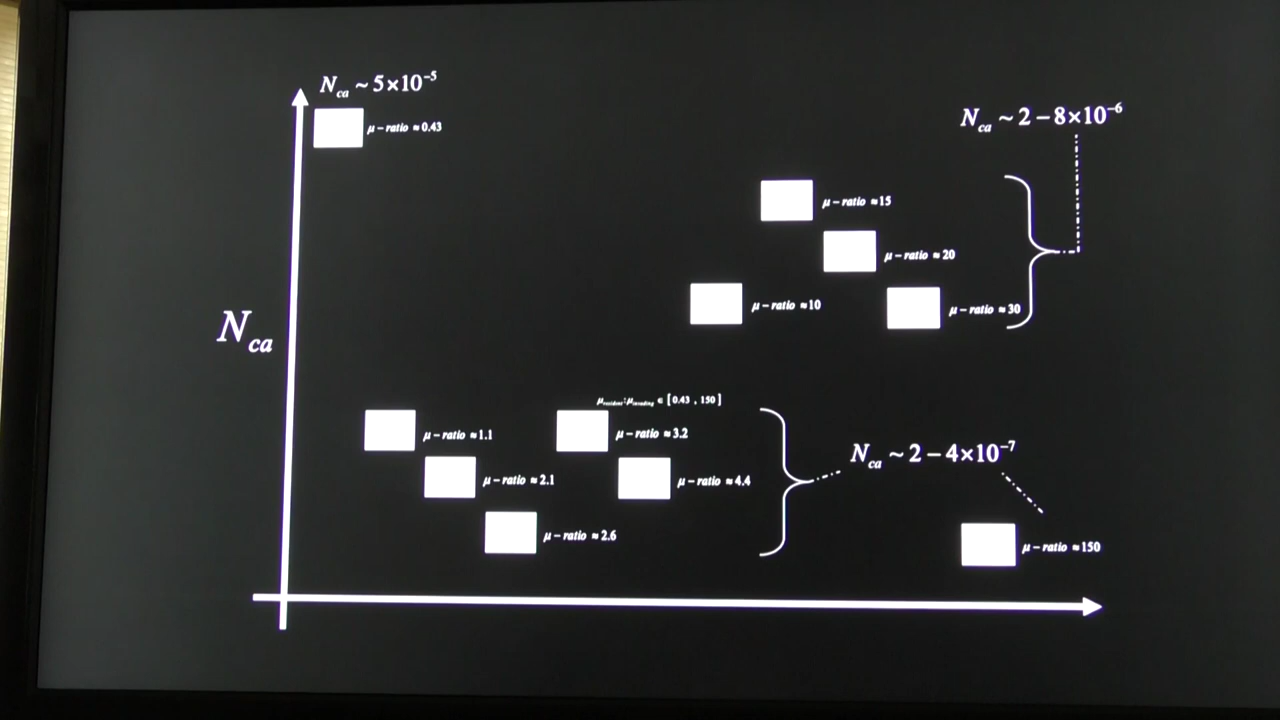 N_ca ~ 5×10⁻⁵
μ – ratio ≈ 0.43
N_ca ~ 2 – 8×10⁻⁶
μ – ratio ≈ 15
μ – ratio ≈ 20
μ – ratio ≈ 10
μ – ratio ≈ 30
N_ca
μ_resident : μ_invading ∈ [0.43 , 150]
μ – ratio ≈ 1.1
μ – ratio ≈ 3.2
N_ca ~ 2 – 4×10⁻⁷
μ – ratio ≈ 2.1
μ – ratio ≈ 4.4
μ – ratio ≈ 2.6
μ – ratio ≈ 150